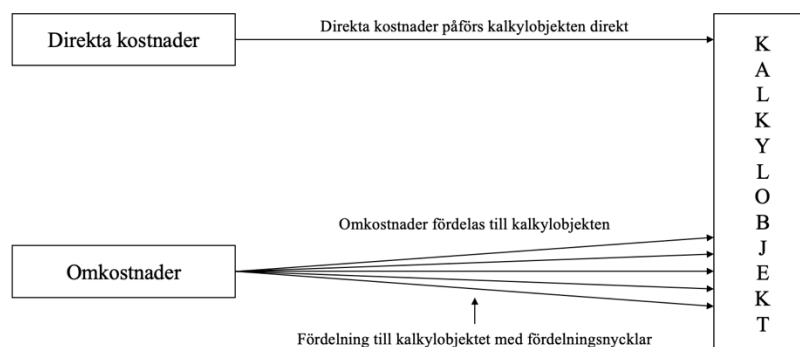 Direkta kostnader
Direkta kostnader påförs kalkylobjekten direkt
Omkostnader fördelas till kalkylobjekten
Omkostnader
Fördelning till kalkylobjektet med fördelningsnycklar
K
A
L
K
Y
L
O
B
J
E
K
T